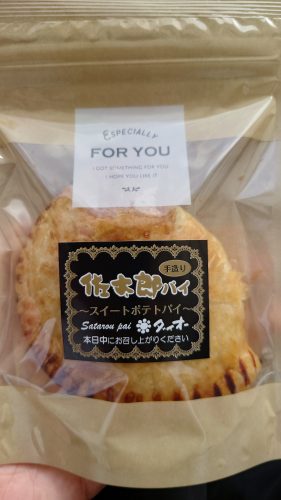 ESPECIALLY
FOR YOU
I GOT SOMETHING FOR YOU
I HOPE YOU LIKE IT
手造り
佐太郎パイ
〜スイートポテトパイ〜
Satarou pai
本日中にお召し上がりください